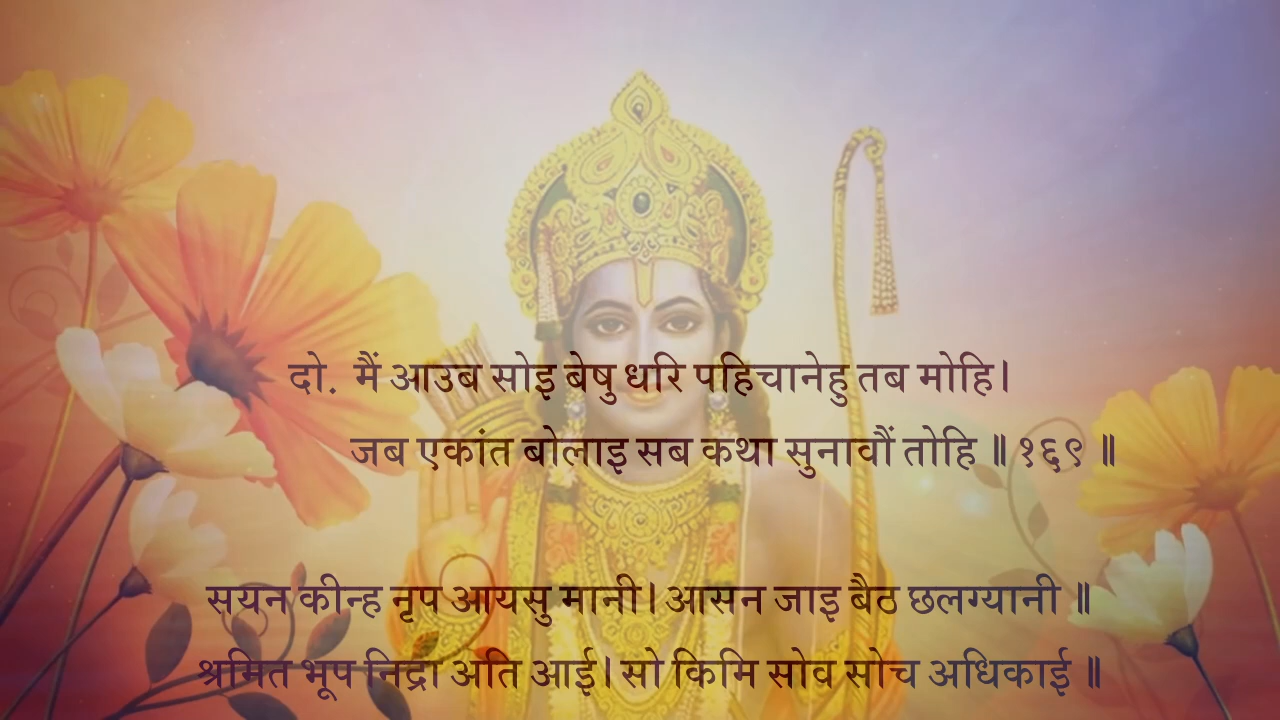 दो. मैं आउब सोइ बेषु धरि पहिचानेहु तब मोहि।
जब एकांत बोलाइ सब कथा सुनावौं तोहि ॥ १६९ ॥
सयन कीन्ह नृप आयसु मानी। आसन जाइ बैठ छलग्यानी ॥
श्रमित भूप निद्रा अति आई। सो किमि सोव सोच अधिकाई ॥